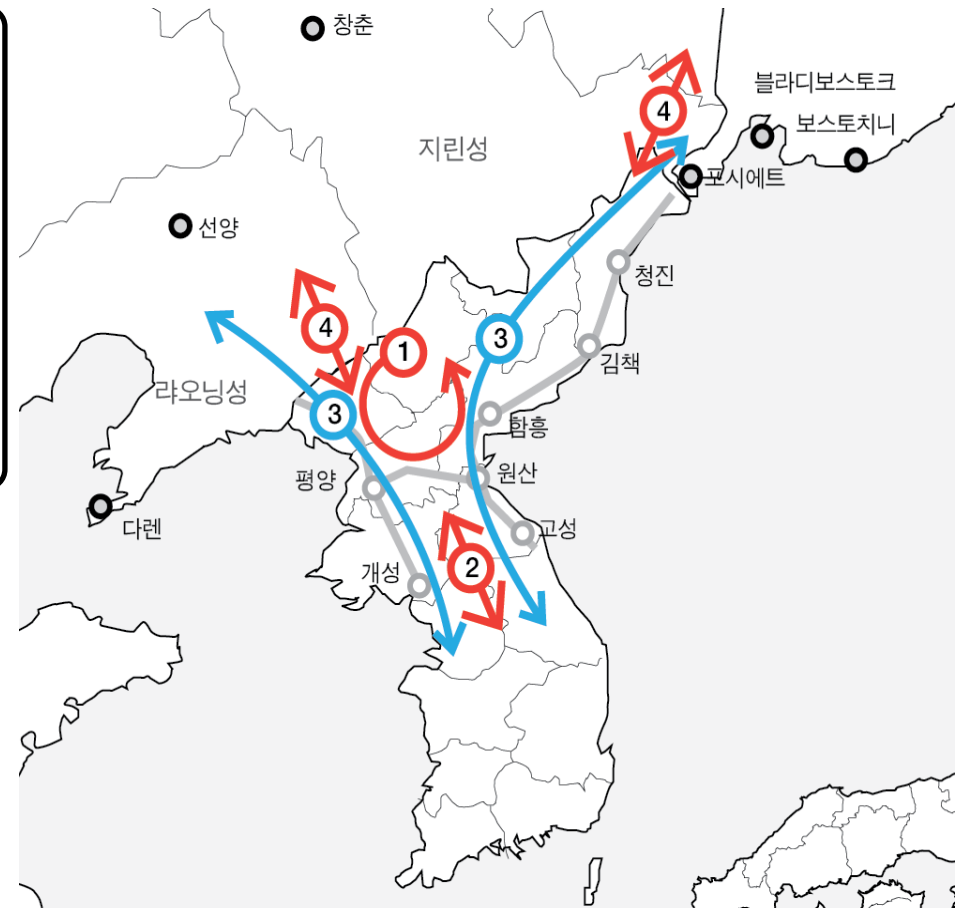 창춘
블라디보스토크
4
보스토치니
지린성
포시에트
선양
청진
4
1
3
김책
랴오닝성
3
함흥
평양
원산
다렌
고성
개성
2